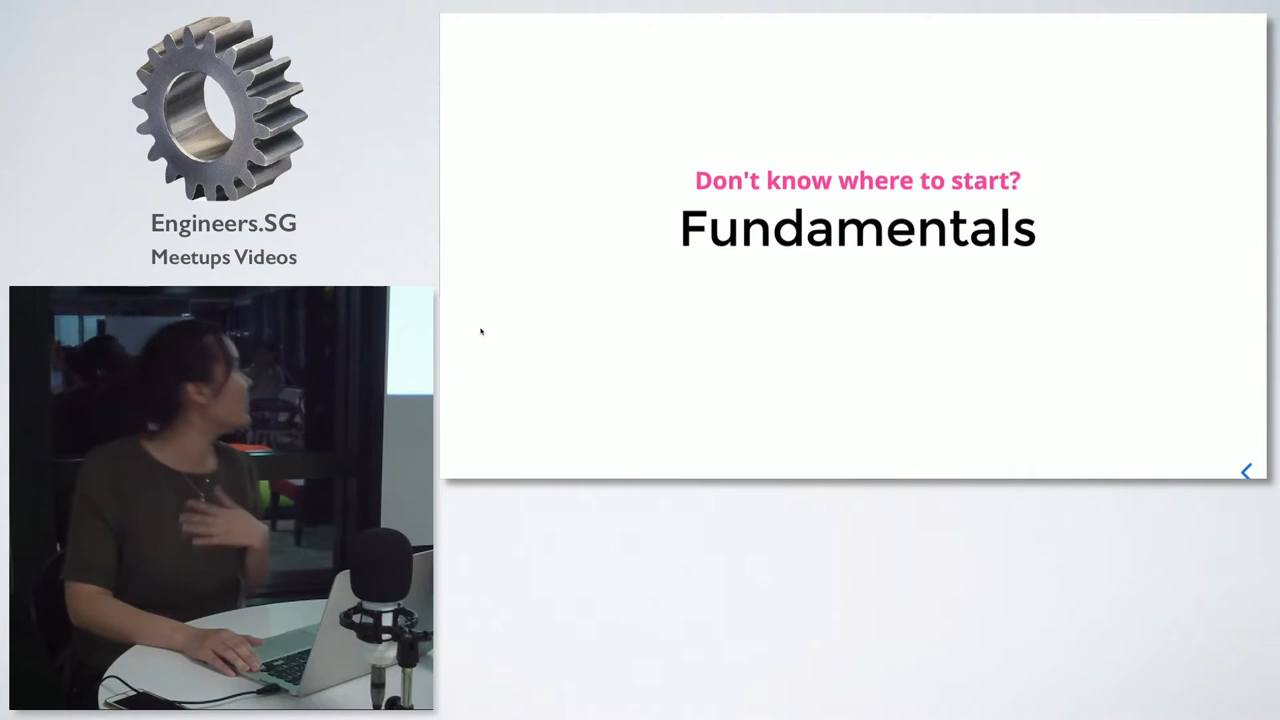 Engineers.SG
Meetups Videos
Don't know where to start?
Fundamentals